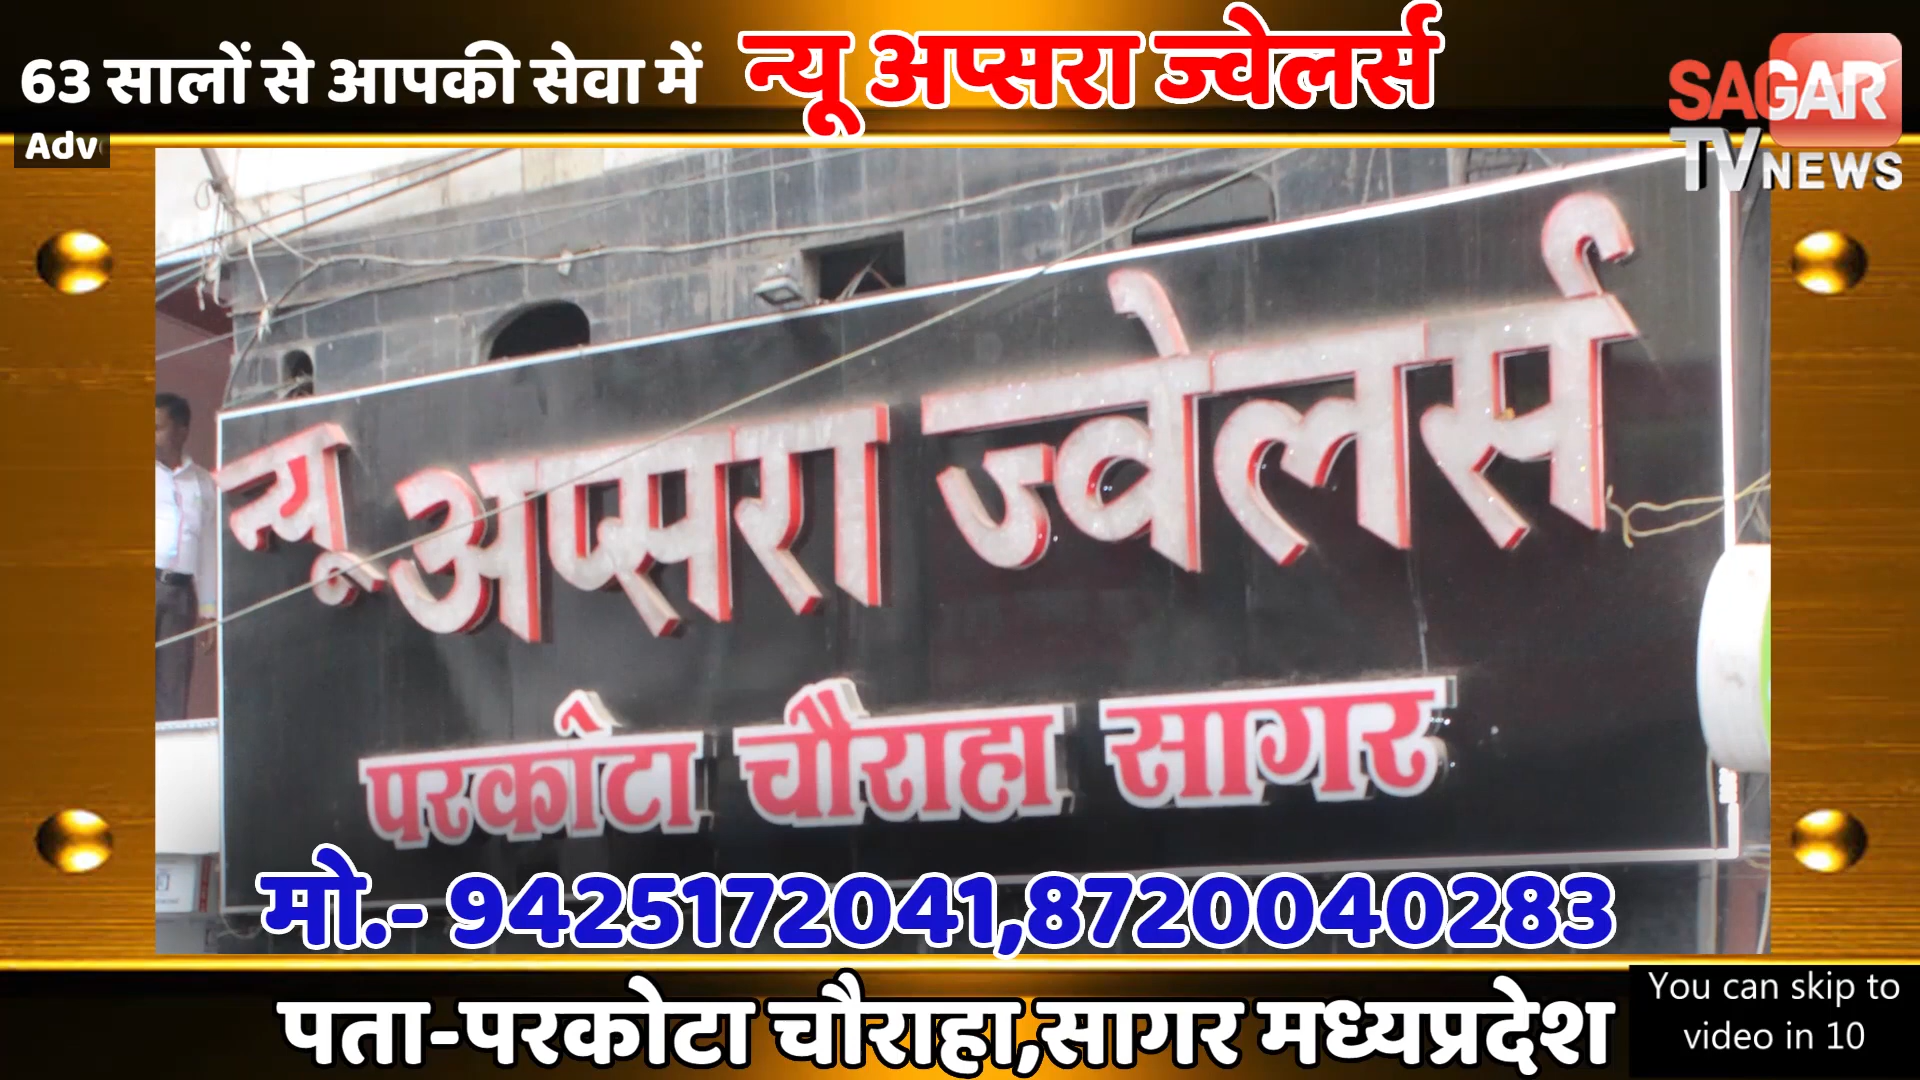 63 सालों से आपकी सेवा में न्यू अप्सरा ज्वेलर्स
SAGAR
TV NEWS
Adv
न्यू अप्सरा ज्वेलर्स
परकोटा चौराहा सागर
मो.- 9425172041,8720040283
पता-परकोटा चौराहा,सागर मध्यप्रदेश
You can skip to
video in 10